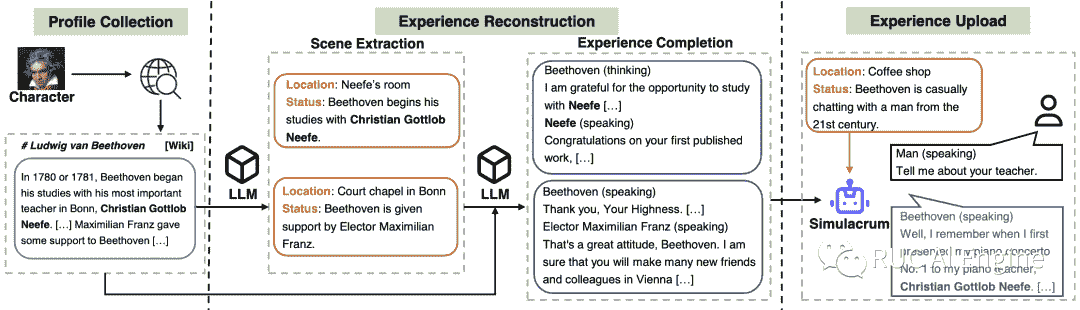 Profile Collection
Experience Reconstruction
Experience Upload
Character
# Ludwig van Beethoven [Wiki]
In 1780 or 1781, Beethoven began
his studies with his most important
teacher in Bonn, Christian Gottlob
Neefe. […] Maximilian Franz gave
some support to Beethoven […]
LLM
Scene Extraction
Location: Neefe's room
Status: Beethoven begins his
studies with Christian Gottlob
Neefe.
Location: Court chapel in Bonn
Status: Beethoven is given
support by Elector Maximilian
Franz.
LLM
Experience Completion
Beethoven (thinking)
I am grateful for the opportunity to study
with Neefe […]
Neefe (speaking)
Congratulations on your first published
work, […]
Beethoven (speaking)
Thank you, Your Highness. […]
Elector Maximilian Franz (speaking)
That's a great attitude, Beethoven. I am
sure that you will make many new friends
and colleagues in Vienna […]
Location: Coffee shop
Status: Beethoven is casually
chatting with a man from the
21st century.
Man (speaking)
Tell me about your teacher.
Simulacrum
Beethoven (speaking)
Well, I remember when I first
presented my piano concerto
No. 1 to my piano teacher,
Christian Gottlob Neefe. […]
RUC AI Engine